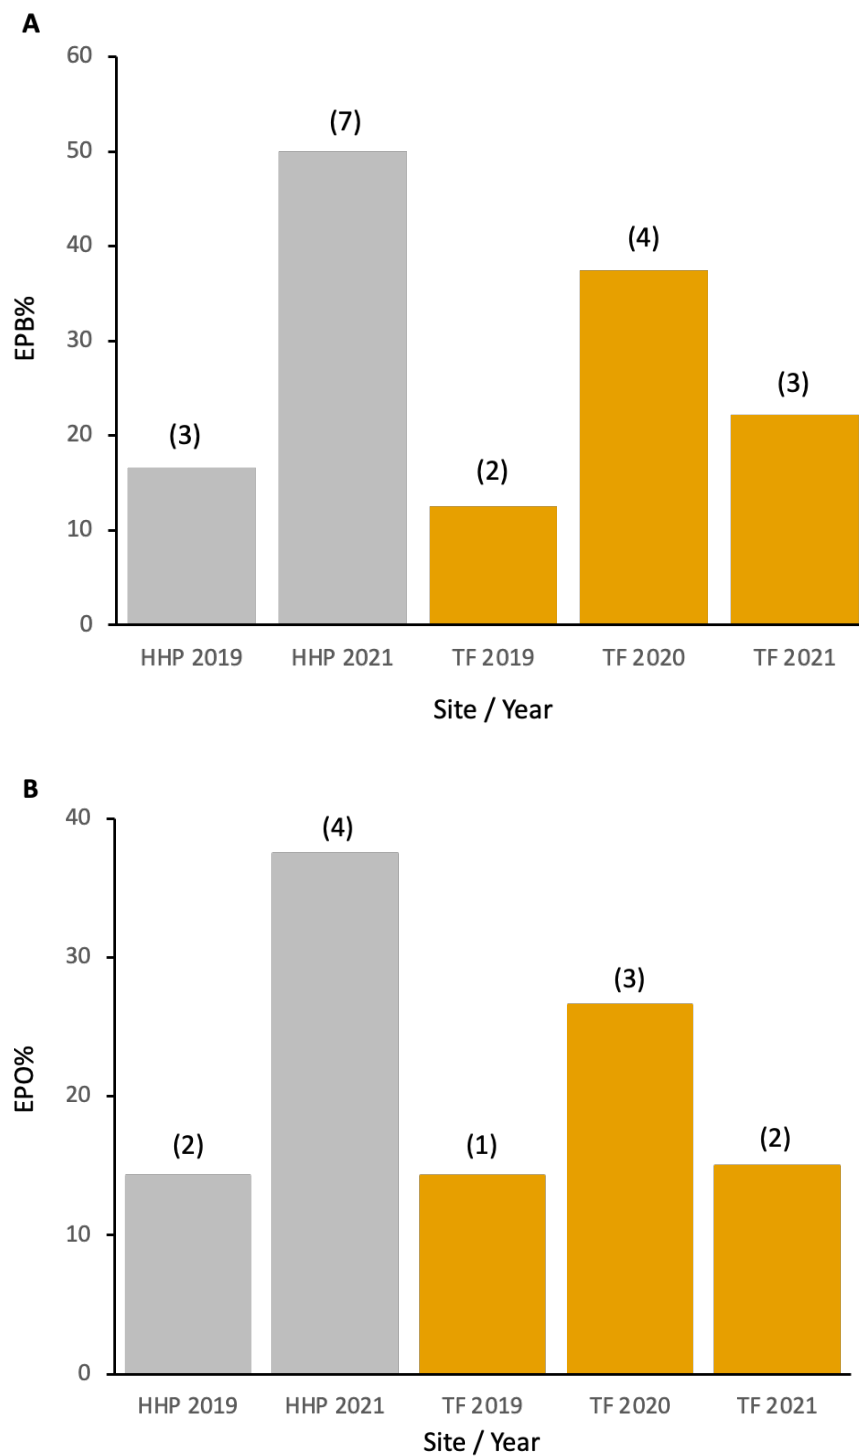 A
60
(7)
50
(4)
40
EPB%
30
(3)
(3)
20
(2)
10
0
HHP 2019 HHP 2021 TF 2019 TF 2020 TF 2021
Site / Year
B
40
(4)
30
(3)
EPO%
20
(2) (1) (2)
10
0
HHP 2019 HHP 2021 TF 2019 TF 2020 TF 2021
Site / Year